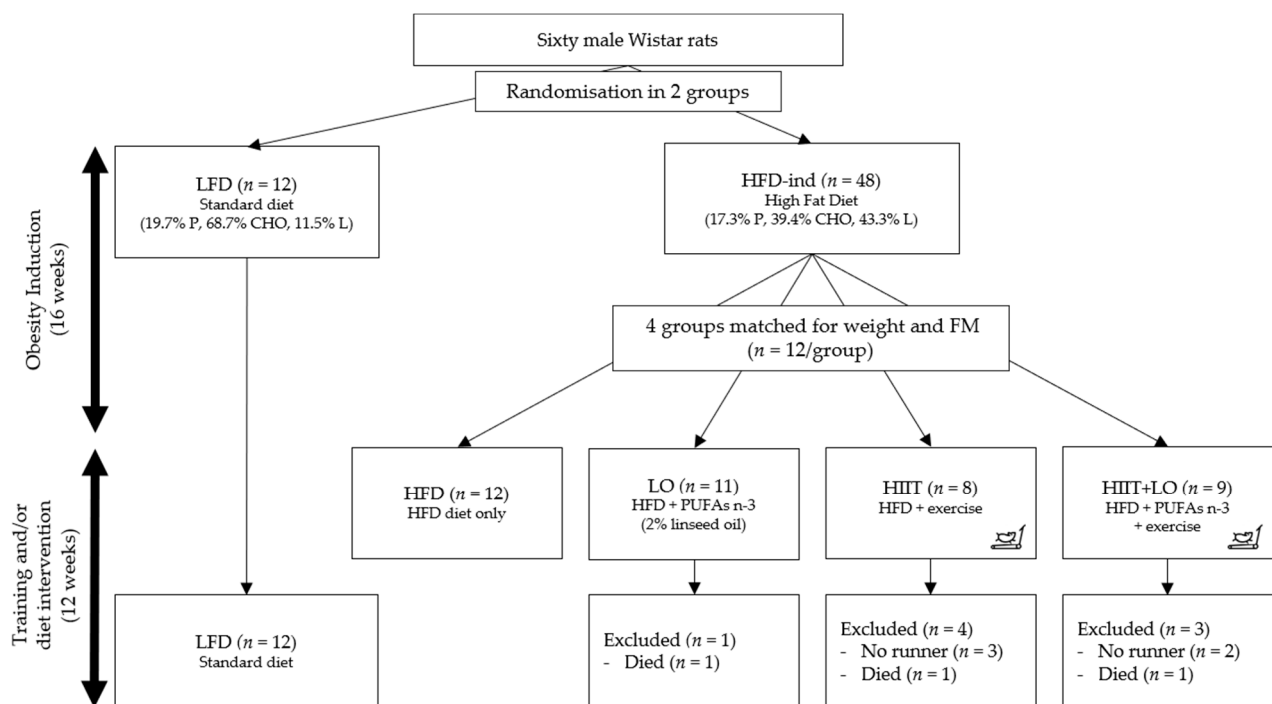 Sixty male Wistar rats
Randomisation in 2 groups
Obesity Induction
(16 weeks)
LFD (n = 12)
Standard diet
(19.7% P, 68.7% CHO, 11.5% L)
HFD-ind (n = 48)
High Fat Diet
(17.3% P, 39.4% CHO, 43.3% L)
4 groups matched for weight and FM
(n = 12/group)
Training and/or
diet intervention
(12 weeks)
HFD (n = 12)
HFD diet only
LO (n = 11)
HFD + PUFAs n-3
(2% linseed oil)
HIIT (n = 8)
HFD + exercise
HIIT+LO (n = 9)
HFD + PUFAs n-3
+ exercise
LFD (n = 12)
Standard diet
Excluded (n = 1)
- Died (n = 1)
Excluded (n = 4)
- No runner (n = 3)
- Died (n = 1)
Excluded (n = 3)
- No runner (n = 2)
- Died (n = 1)